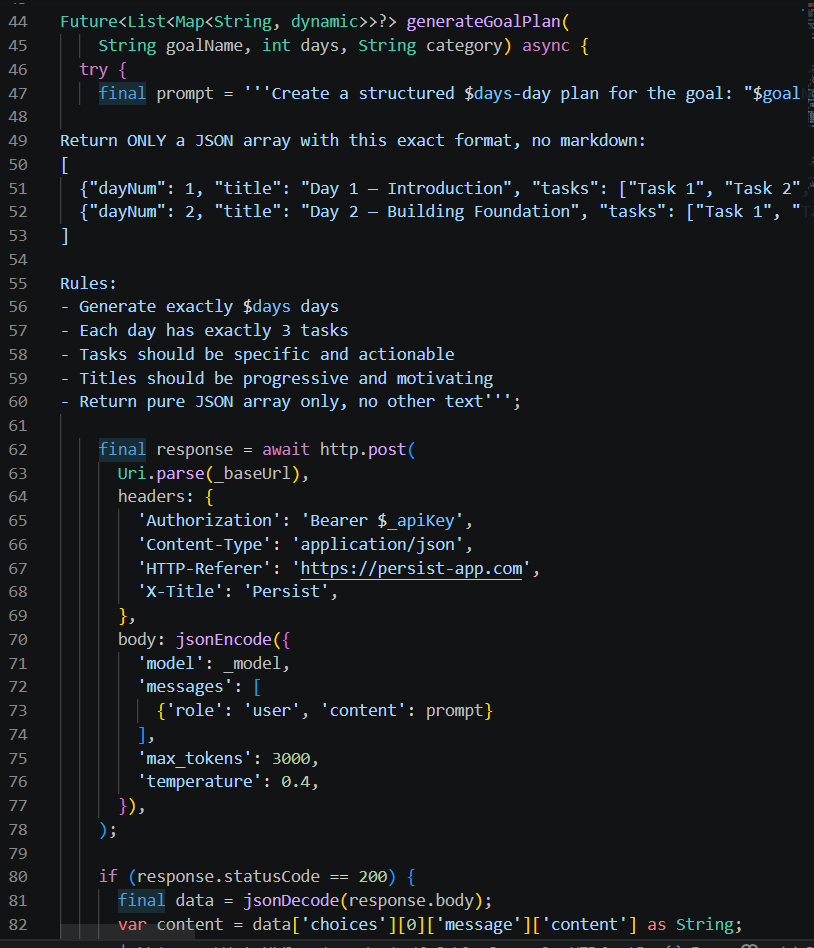 44 Future<List<Map<String, dynamic>>?> generateGoalPlan(
45 String goalName, int days, String category) async {
46 try {
47 final prompt = '''Create a structured $days-day plan for the goal: "$goal
48
49 Return ONLY a JSON array with this exact format, no markdown:
50 [
51 {"dayNum": 1, "title": "Day 1 — Introduction", "tasks": ["Task 1", "Task 2",
52 {"dayNum": 2, "title": "Day 2 — Building Foundation", "tasks": ["Task 1", "T
53 ]
54
55 Rules:
56 - Generate exactly $days days
57 - Each day has exactly 3 tasks
58 - Tasks should be specific and actionable
59 - Titles should be progressive and motivating
60 - Return pure JSON array only, no other text''';
61
62 final response = await http.post(
63 Uri.parse(_baseUrl),
64 headers: {
65 'Authorization': 'Bearer $_apiKey',
66 'Content-Type': 'application/json',
67 'HTTP-Referer': 'https://persist-app.com',
68 'X-Title': 'Persist',
69 },
70 body: jsonEncode({
71 'model': _model,
72 'messages': [
73 {'role': 'user', 'content': prompt}
74 ],
75 'max_tokens': 3000,
76 'temperature': 0.4,
77 }),
78 );
79
80 if (response.statusCode == 200) {
81 final data = jsonDecode(response.body);
82 var content = data['choices'][0]['message']['content'] as String;